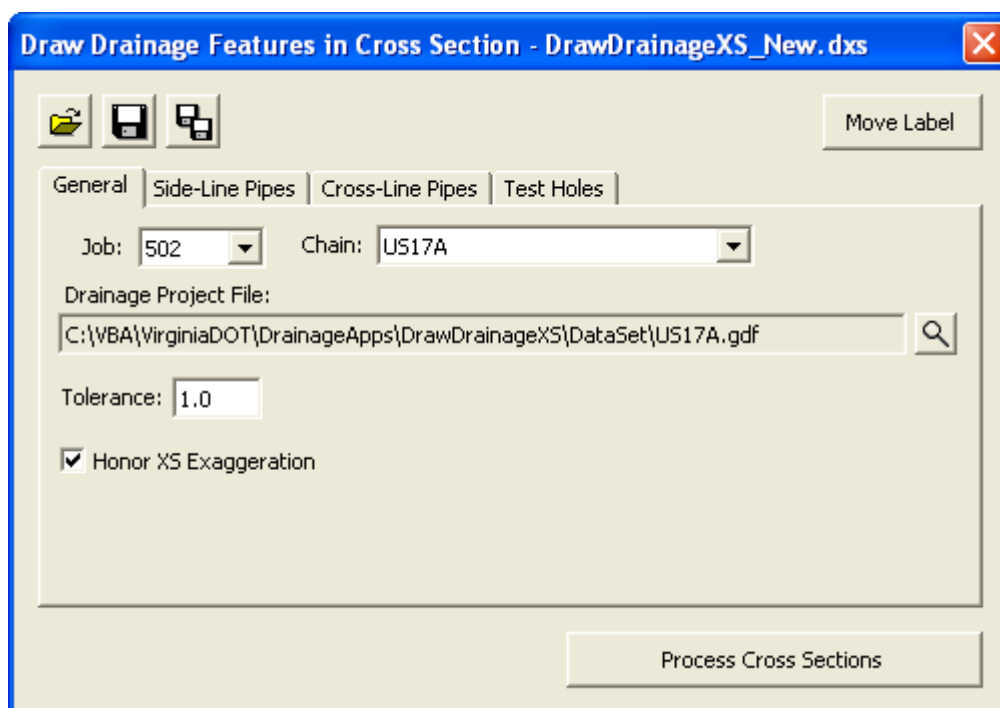 Draw Drainage Features in Cross Section - DrawDrainageXS_New.dxs
Move Label
General Side-Line Pipes Cross-Line Pipes Test Holes
Job: 502 Chain: US17A
Drainage Project File:
C:\VBA\VirginiaDOT\DrainageApps\DrawDrainageXS\DataSet\US17A.gdf
Tolerance: 1.0
Honor XS Exaggeration
Process Cross Sections